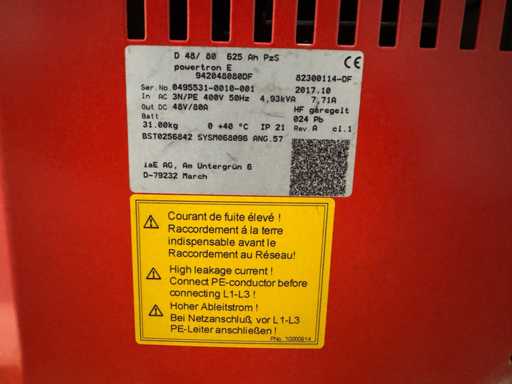 D 48/ 80 625 Ah PzS
powertron E
942048080DF 82300114-DF
Ser.No.0495531-0010-001 2017.10
In AC 3N/PE 400V 50Hz 4,93kVA 7,71A
Out DC 48V/80A HF geregelt
Batt. 024 Pb
31.00kg 0 +40 °C IP 21 Rev.A cl.1
BST0256842 SYSM068096 ANG.57
iaE AG, Am Untergrün 6
D-79232 March
Courant de fuite élevé !
Raccordement á la terre
indispensable avant le
Raccordement au Réseau!
High leakage current !
Connect PE-conductor before
connecting L1-L3 !
Hoher Ableitstrom !
Bei Netzanschluß, vor L1-L3
PE-Leiter anschließen !